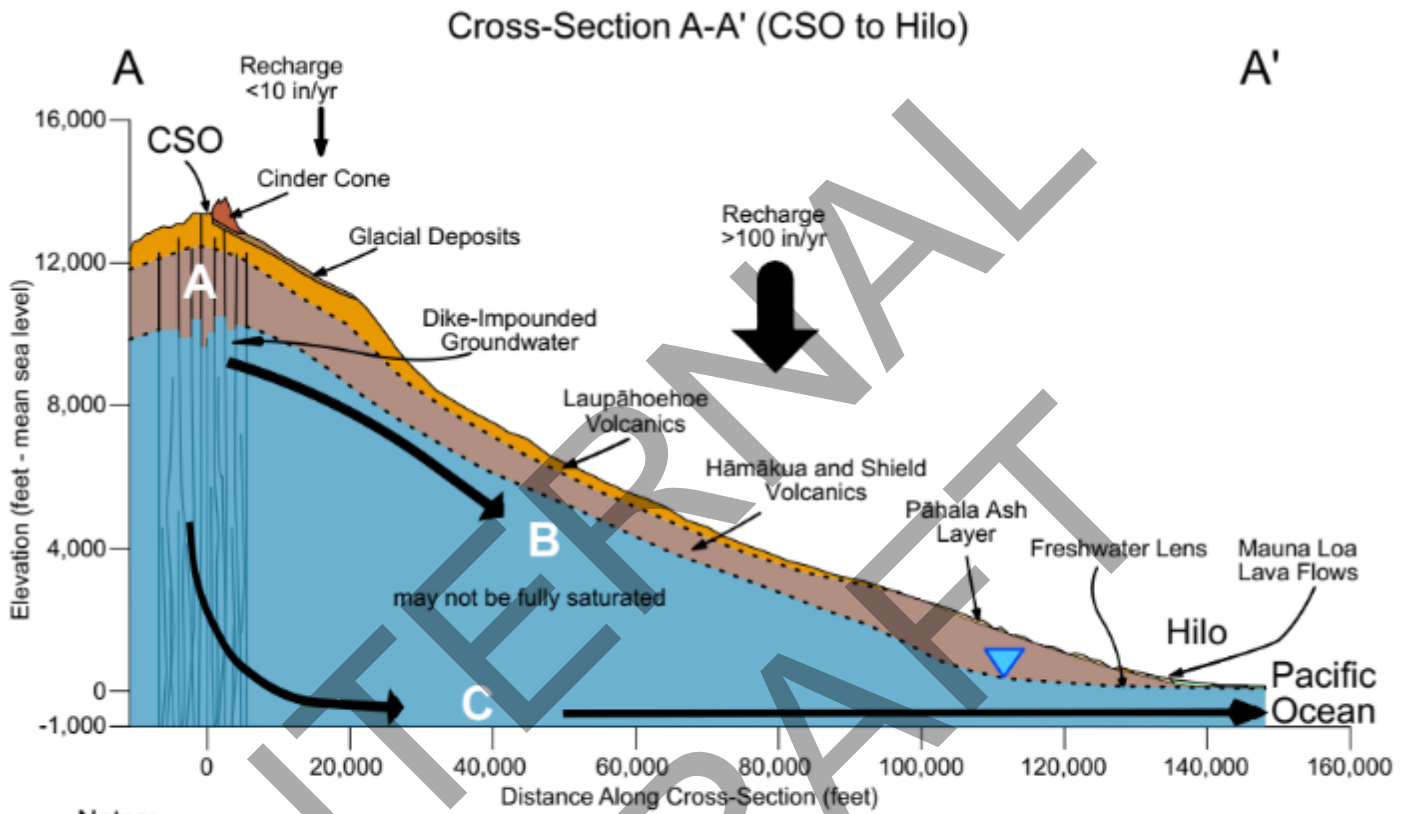 Cross-Section A-A' (CSO to Hilo)
A
A'
Recharge
<10 in/yr
CSO
Cinder Cone
Glacial Deposits
Recharge
>100 in/yr
Dike-Impounded
Groundwater
Laupāhoehoe
Volcanics
Hāmākua and Shield
Volcanics
Pāhala Ash
Layer
Freshwater Lens
Mauna Loa
Lava Flows
Hilo
Pacific
Ocean
A
B
may not be fully saturated
C
Elevation (feet - mean sea level)
16,000
12,000
8,000
4,000
0
-1,000
0
20,000
40,000
60,000
80,000
100,000
120,000
140,000
160,000
Distance Along Cross-Section (feet)
TERNAL
RAFT